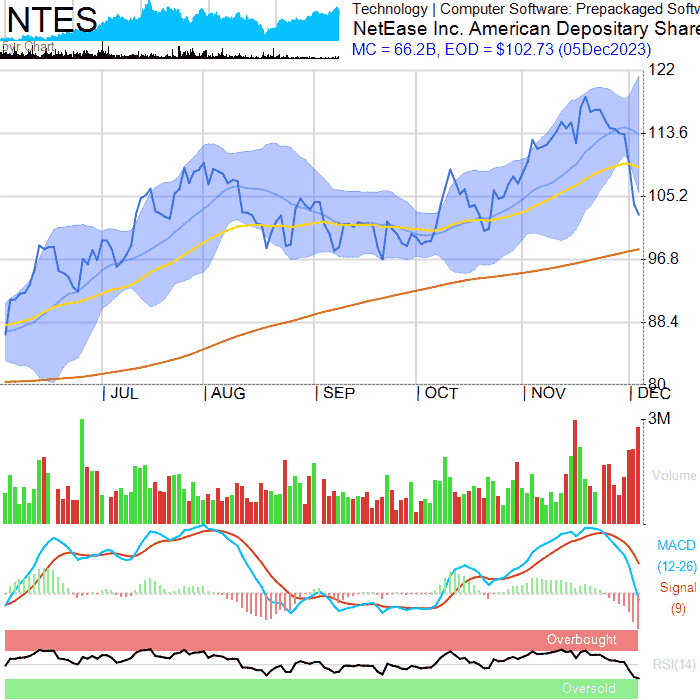 NTES
Technology | Computer Software: Prepackaged Softw
NetEase Inc. American Depositary Share
MC = 66.2B, EOD = $102.73 (05Dec2023)
122
113.6
105.2
96.8
88.4
80
JUL
AUG
SEP
OCT
NOV
DEC
3M
Volume
MACD
(12-26)
Signal
(9)
Overbought
RSI(14)
Oversold